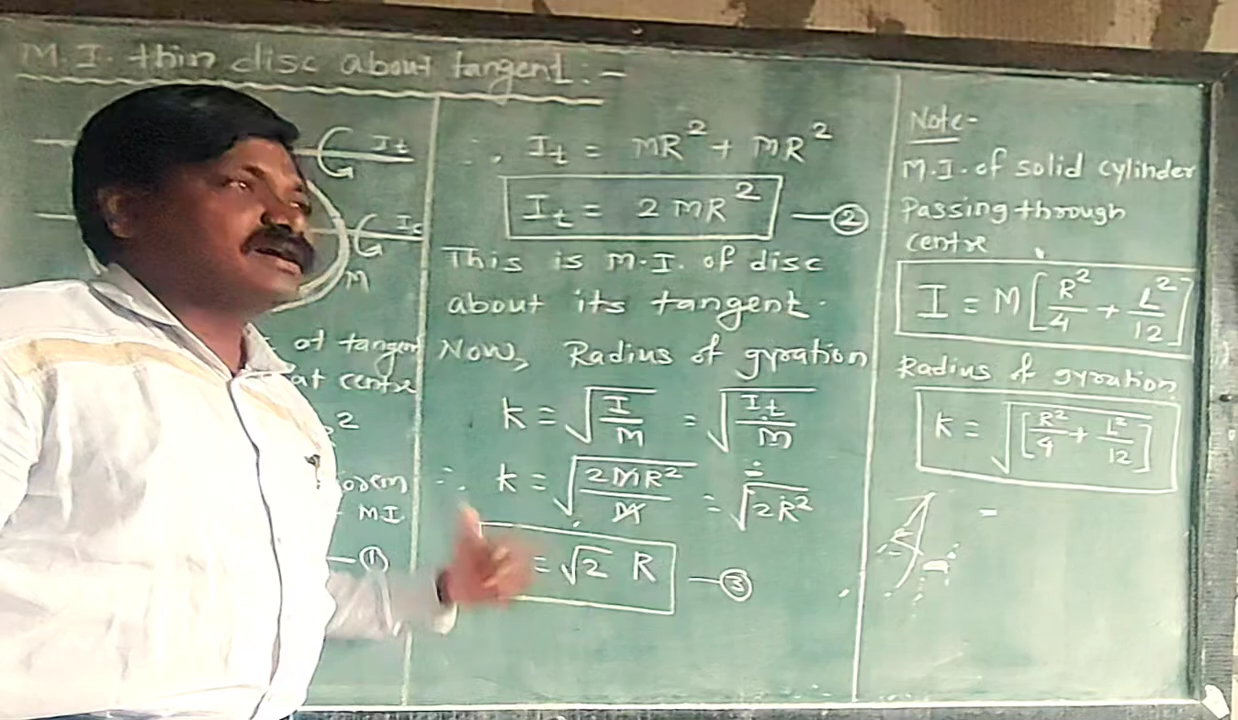 M.I. thin disc about tangent:-
It
Ic
M
of tangent
at centre
2
orem
MI.
①
∴ It = MR² + MR²
It = 2MR² —②
This is M.I. of disc
about its tangent.
Now, Radius of gyration
k = √(I/M) = √(It/M)
∴ k = √(2MR²/M) = √2R²
= √2 R —③
Note-
M.I. of solid cylinder
Passing through
centre
I = M[R²/4 + L²/12]
Radius of gyration
k = √[R²/4 + L²/12]